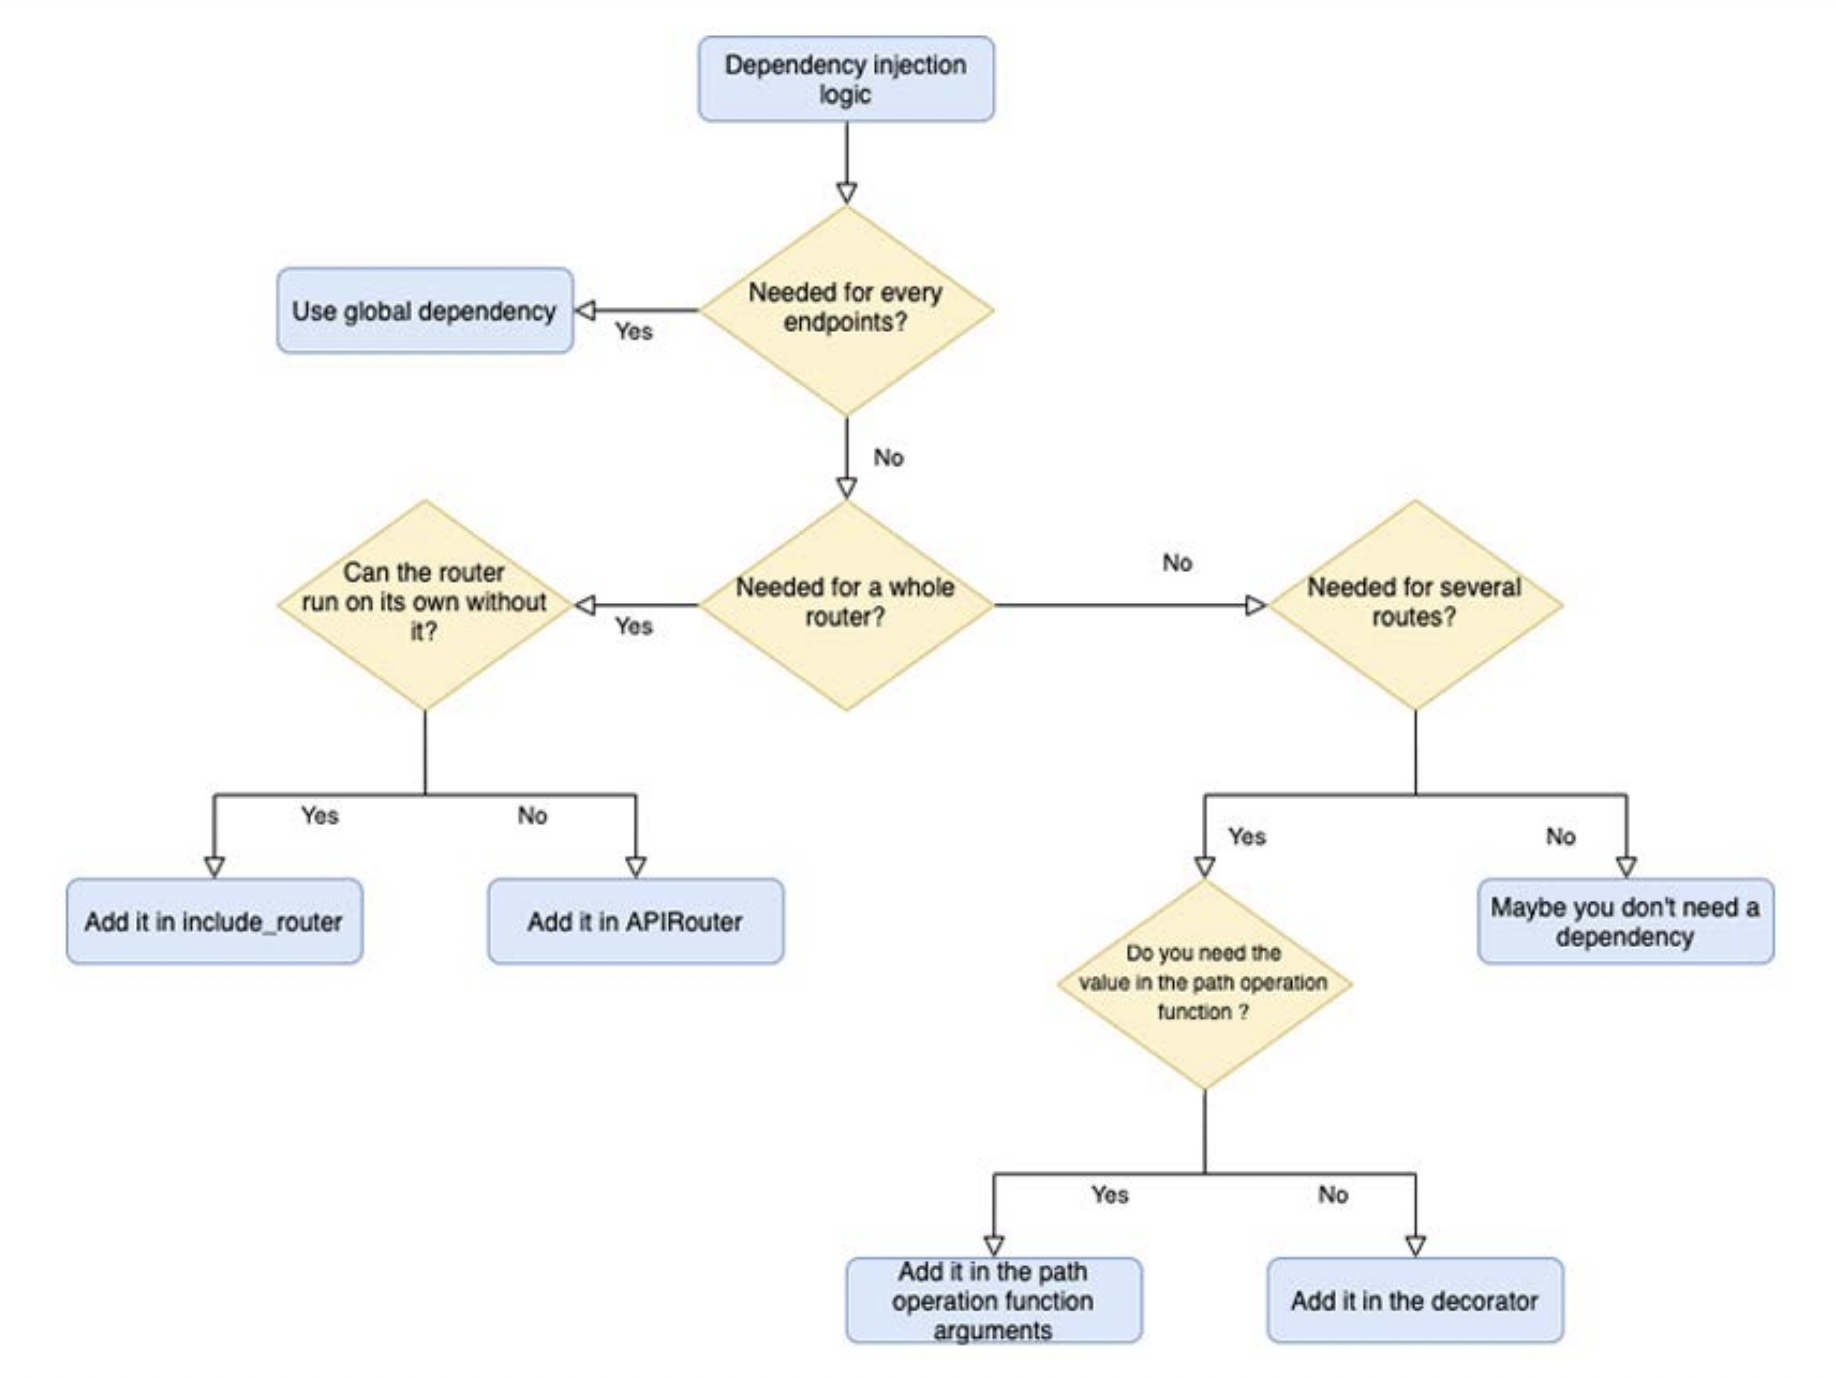 Dependency injection
logic
Needed for every
endpoints?
Use global dependency
Yes
No
Can the router
run on its own without
it?
Yes
Needed for a whole
router?
No
Needed for several
routes?
Yes
No
Yes
No
Add it in include_router
Add it in APIRouter
Maybe you don't need a
dependency
Do you need the
value in the path operation
function ?
Yes
No
Add it in the path
operation function
arguments
Add it in the decorator